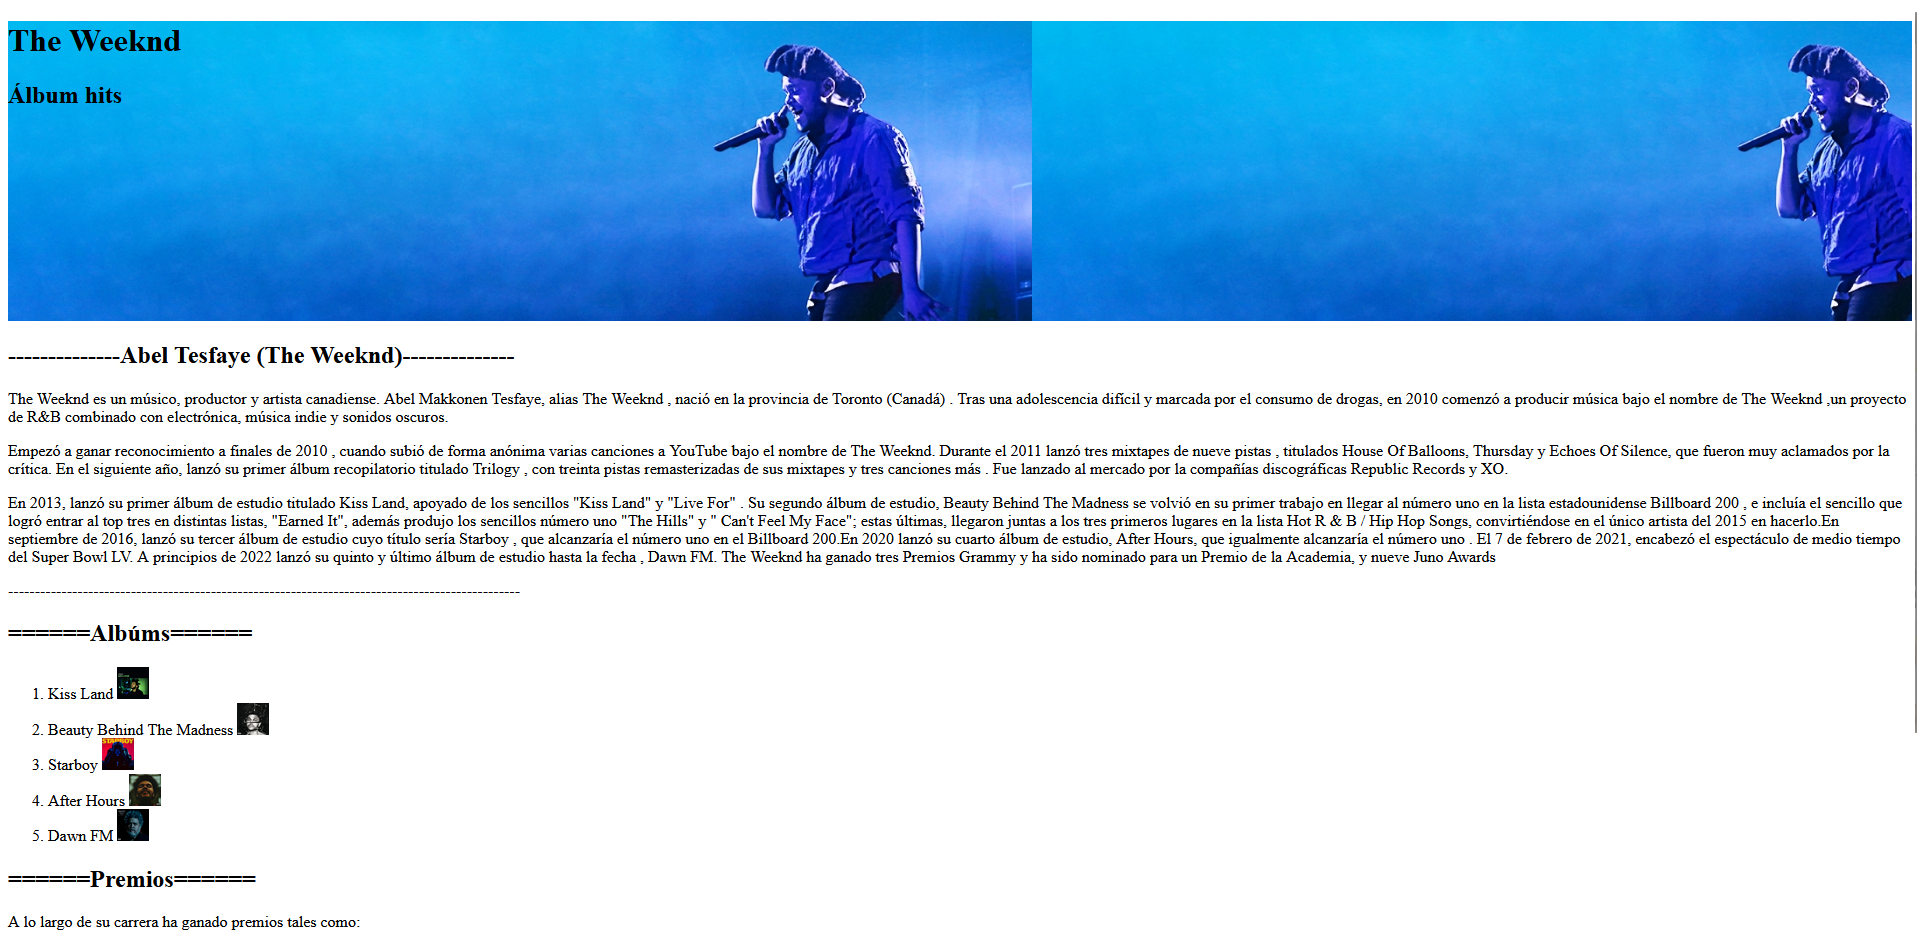 The Weeknd
Álbum hits
--------------Abel Tesfaye (The Weeknd)--------------
The Weeknd es un músico, productor y artista canadiense. Abel Makkonen Tesfaye, alias The Weeknd , nació en la provincia de Toronto (Canadá) . Tras una adolescencia difícil y marcada por el consumo de drogas, en 2010 comenzó a producir música bajo el nombre de The Weeknd ,un proyecto
de R&B combinado con electrónica, música indie y sonidos oscuros.
Empezó a ganar reconocimiento a finales de 2010 , cuando subió de forma anónima varias canciones a YouTube bajo el nombre de The Weeknd. Durante el 2011 lanzó tres mixtapes de nueve pistas , titulados House Of Balloons, Thursday y Echoes Of Silence, que fueron muy aclamados por la
crítica. En el siguiente año, lanzó su primer álbum recopilatorio titulado Trilogy , con treinta pistas remasterizadas de sus mixtapes y tres canciones más . Fue lanzado al mercado por la compañías discográficas Republic Records y XO.
En 2013, lanzó su primer álbum de estudio titulado Kiss Land, apoyado de los sencillos "Kiss Land" y "Live For" . Su segundo álbum de estudio, Beauty Behind The Madness se volvió en su primer trabajo en llegar al número uno en la lista estadounidense Billboard 200 , e incluía el sencillo que
logró entrar al top tres en distintas listas, "Earned It", además produjo los sencillos número uno "The Hills" y " Can't Feel My Face"; estas últimas, llegaron juntas a los tres primeros lugares en la lista Hot R & B / Hip Hop Songs, convirtiéndose en el único artista del 2015 en hacerlo.En
septiembre de 2016, lanzó su tercer álbum de estudio cuyo título sería Starboy , que alcanzaría el número uno en el Billboard 200.En 2020 lanzó su cuarto álbum de estudio, After Hours, que igualmente alcanzaría el número uno . El 7 de febrero de 2021, encabezó el espectáculo de medio tiempo
del Super Bowl LV. A principios de 2022 lanzó su quinto y último álbum de estudio hasta la fecha , Dawn FM. The Weeknd ha ganado tres Premios Grammy y ha sido nominado para un Premio de la Academia, y nueve Juno Awards
------------------------------------------------------------------------------------------------
======Albúms======
1. Kiss Land
2. Beauty Behind The Madness
STARBOY
3. Starboy
4. After Hours
5. Dawn FM
======Premios======
A lo largo de su carrera ha ganado premios tales como: